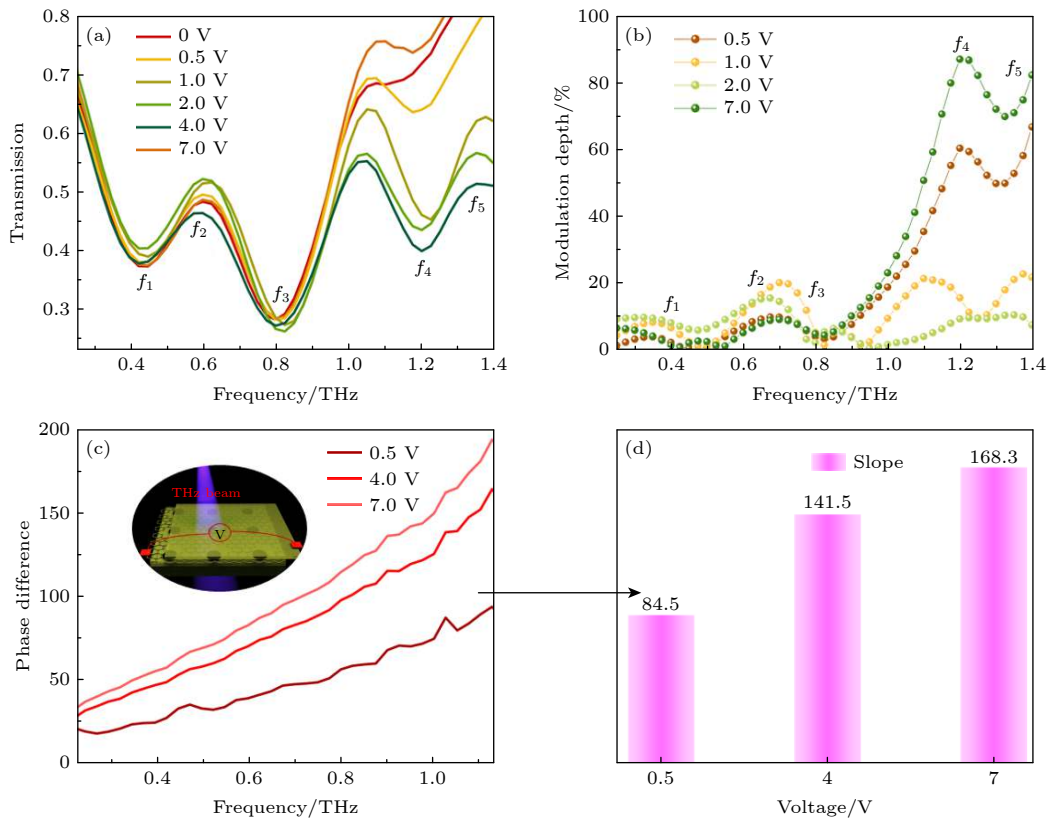 (a)
0 V
0.5 V
1.0 V
2.0 V
4.0 V
7.0 V
f1
f2
f3
f4
f5
0.8
0.7
0.6
0.5
0.4
0.3
Transmission
0.4 0.6 0.8 1.0 1.2 1.4
Frequency/THz
(b)
0.5 V
1.0 V
2.0 V
7.0 V
f1
f2
f3
f4
f5
100
80
60
40
20
0
Modulation depth/%
0.4 0.6 0.8 1.0 1.2 1.4
Frequency/THz
(c)
0.5 V
4.0 V
7.0 V
THz beam
V
200
150
100
50
0
Phase difference
0.4 0.6 0.8 1.0
Frequency/THz
(d)
Slope
84.5
141.5
168.3
0.5 4 7
Voltage/V